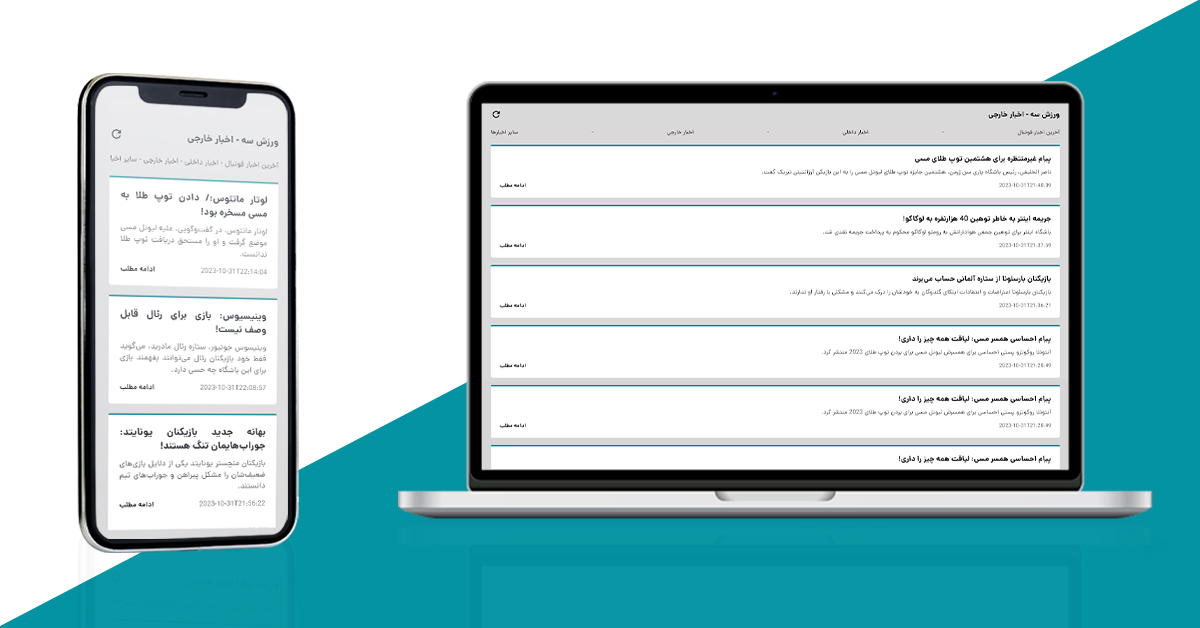 ورزش سه - اخبار خارجی
آخرین اخبار فوتبال - اخبار داخلی - اخبار خارجی - سایر اخبا
لوتار ماتئوس:/ دادن توپ طلا به
مسی مسخره بود!
لوتار ماتئوس، در گفت‌وگویی، علیه لیونل مسی
موضع گرفت و او را مستحق دریافت توپ طلا
ندانست.
2023-10-31T22:14:04 ادامه مطلب
وینیسیوس: بازی برای رئال قابل
وصف نیست!
وینیسیوس جونیور، ستاره رئال مادرید، می‌گوید
فقط خود بازیکنان رئال می‌توانند بفهمند بازی
برای این باشگاه چه حسی دارد.
2023-10-31T22:08:57 ادامه مطلب
بهانه جدید بازیکنان یونایتد:
جوراب‌هایمان تنگ هستند!
بازیکنان منچستر یونایتد یکی از دلایل بازی‌های
ضعیف‌شان را مشکل پیراهن و جوراب‌های تیم
دانستند.
2023-10-31T21:56:22 ادامه مطلب
ورزش سه - اخبار خارجی
آخرین اخبار فوتبال - اخبار داخلی - اخبار خارجی - سایر اخبارها
پیام غیرمنتظره برای هشتمین توپ طلای مسی
ناصر الخلیفی، رئیس باشگاه پاری سن ژرمن، هشتمین جایزه توپ طلای لیونل مسی را به این بازیکن آرژانتینی تبریک گفت.
2023-10-31T21:40:39 ادامه مطلب
جریمه اینتر به خاطر توهین 40 هزارنفره به لوکاکو!
باشگاه اینتر برای توهین جمعی هوادارانش به روملو لوکاکو محکوم به پرداخت جریمه نقدی شد.
2023-10-31T21:37:59 ادامه مطلب
بازیکنان بارسلونا از ستاره آلمانی حساب می‌برند
بازیکنان بارسلونا اعتراضات و انتقادات ایلکای گندوگان به خودشان را درک می‌کنند و مشکلی با رفتار او ندارند.
2023-10-31T21:36:21 ادامه مطلب
پیام احساسی همسر مسی: لیاقت همه چیز را داری!
آنتونلا روکوتزو پستی احساسی برای همسرش لیونل مسی برای بردن توپ طلای 2023 منتشر کرد.
2023-10-31T21:28:49 ادامه مطلب
پیام احساسی همسر مسی: لیاقت همه چیز را داری!
آنتونلا روکوتزو پستی احساسی برای همسرش لیونل مسی برای بردن توپ طلای 2023 منتشر کرد.
2023-10-31T21:28:49 ادامه مطلب
پیام احساسی همسر مسی: لیاقت همه چیز را داری!